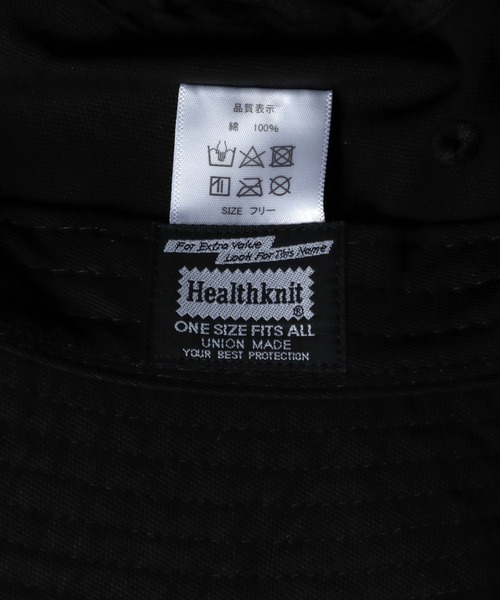 品質表示
綿 100%
SIZE フリー
For Extra Value
Look For This Name
Healthknit®
ONE SIZE FITS ALL
UNION MADE
YOUR BEST PROTECTION